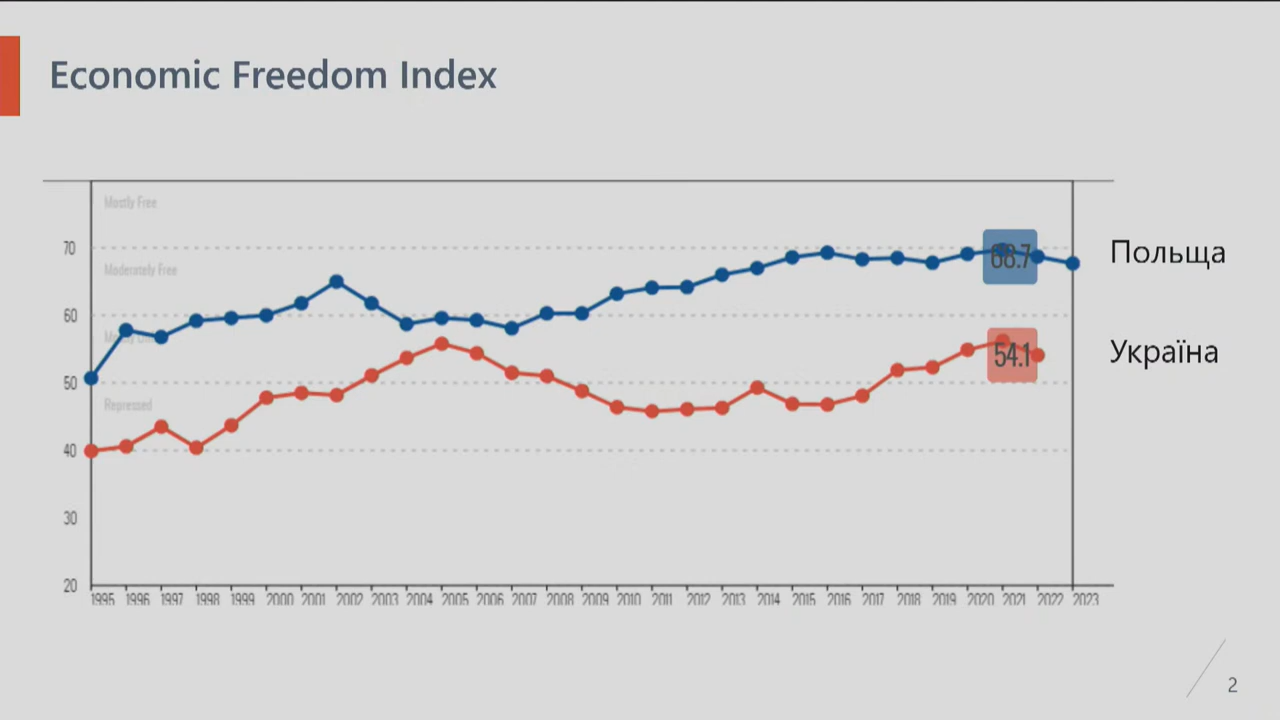 Economic Freedom Index
Mostly Free
70
Moderately Free
60
50
Repressed
40
30
20
68.7
54.1
Польща
Україна
1995 1996 1997 1998 1999 2000 2001 2002 2003 2004 2005 2006 2007 2008 2009 2010 2011 2012 2013 2014 2015 2016 2017 2018 2019 2020 2021 2022 2023
2